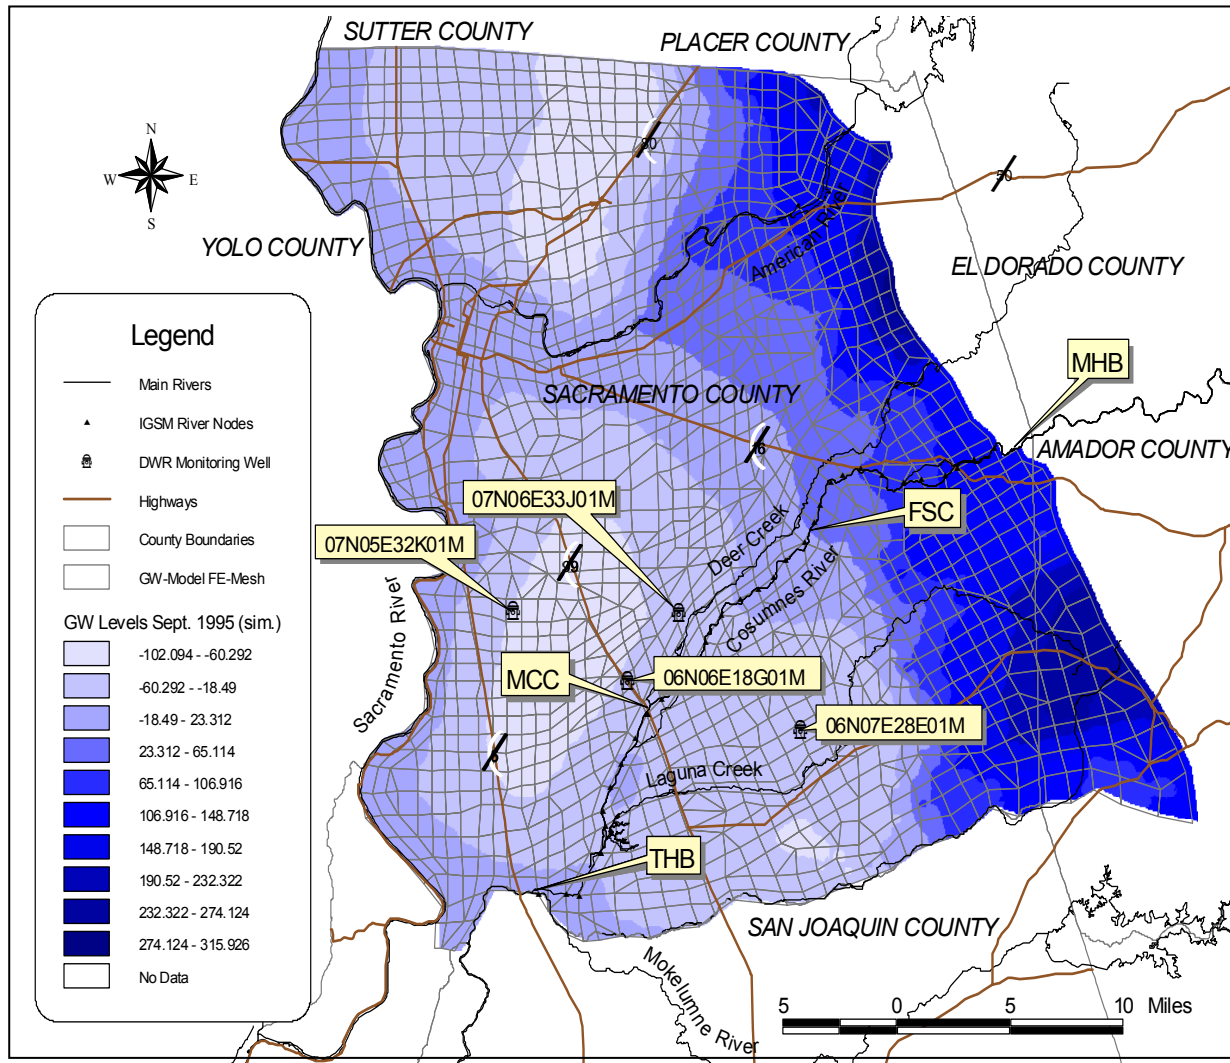 SUTTER COUNTY
PLACER COUNTY
N
W E
S
80
50
YOLO COUNTY
American River
EL DORADO COUNTY
Legend
Main Rivers
IGSM River Nodes
DWR Monitoring Well
Highways
County Boundaries
GW-Model FE-Mesh
GW Levels Sept. 1995 (sim.)
-102.094 - -60.292
-60.292 - -18.49
-18.49 - 23.312
23.312 - 65.114
65.114 - 106.916
106.916 - 148.718
148.718 - 190.52
190.52 - 232.322
232.322 - 274.124
274.124 - 315.926
No Data
MHB
SACRAMENTO COUNTY
AMADOR COUNTY
16
07N06E33J01M
FSC
07N05E32K01M
Deer Creek
99
Cosumnes River
Sacramento River
MCC
06N06E18G01M
06N07E28E01M
5
Laguna Creek
THB
SAN JOAQUIN COUNTY
Mokelumne River
5 0 5 10 Miles